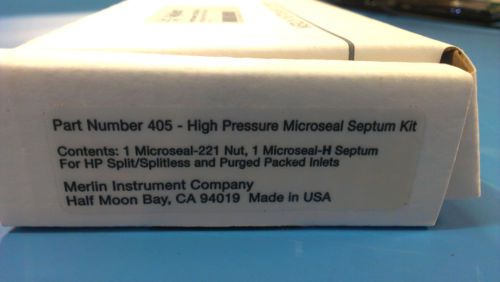 Part Number 405 - High Pressure Microseal Septum Kit
Contents: 1 Microseal-221 Nut, 1 Microseal-H Septum
For HP Split/Splitless and Purged Packed Inlets
Merlin Instrument Company
Half Moon Bay, CA 94019 Made in USA